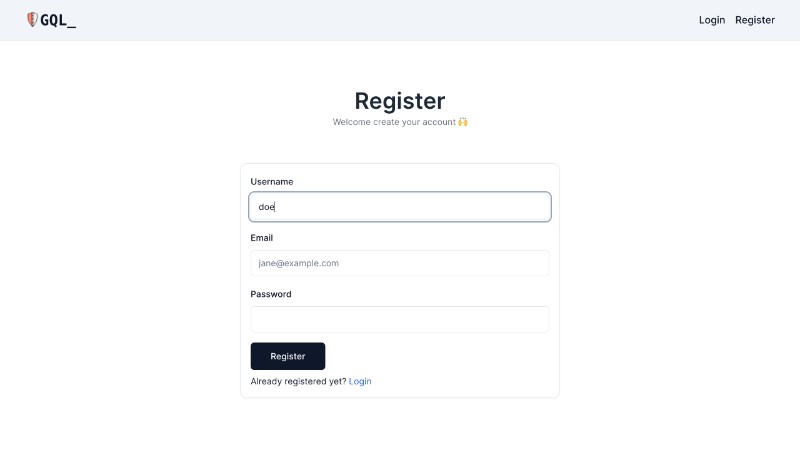 GQL_
Login Register
Register
Welcome create your account 🙌
Username
doe
Email
jane@example.com
Password
Register
Already registered yet? Login